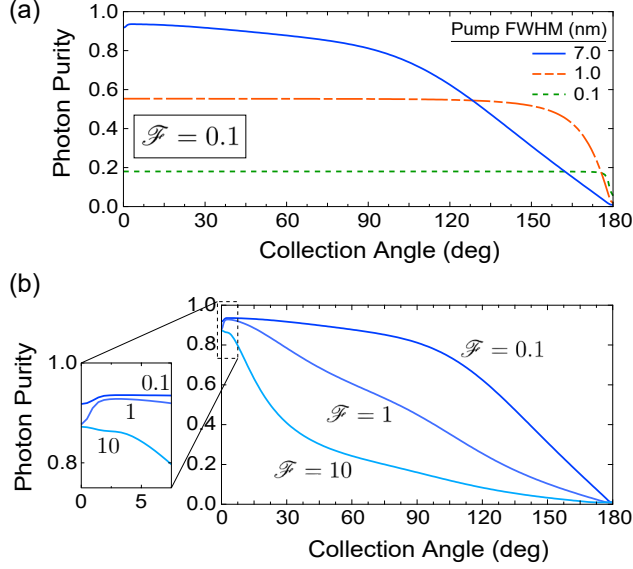 (a)
Photon Purity
1.0
0.8
0.6
0.4
0.2
0.0
Pump FWHM (nm)
7.0
1.0
0.1
ℱ = 0.1
0 30 60 90 120 150 180
Collection Angle (deg)
(b)
Photon Purity
1.0
0.8
0.1
1
10
0 5
1.0
0.8
0.6
0.4
0.2
0.0
ℱ = 0.1
ℱ = 1
ℱ = 10
0 30 60 90 120 150 180
Collection Angle (deg)